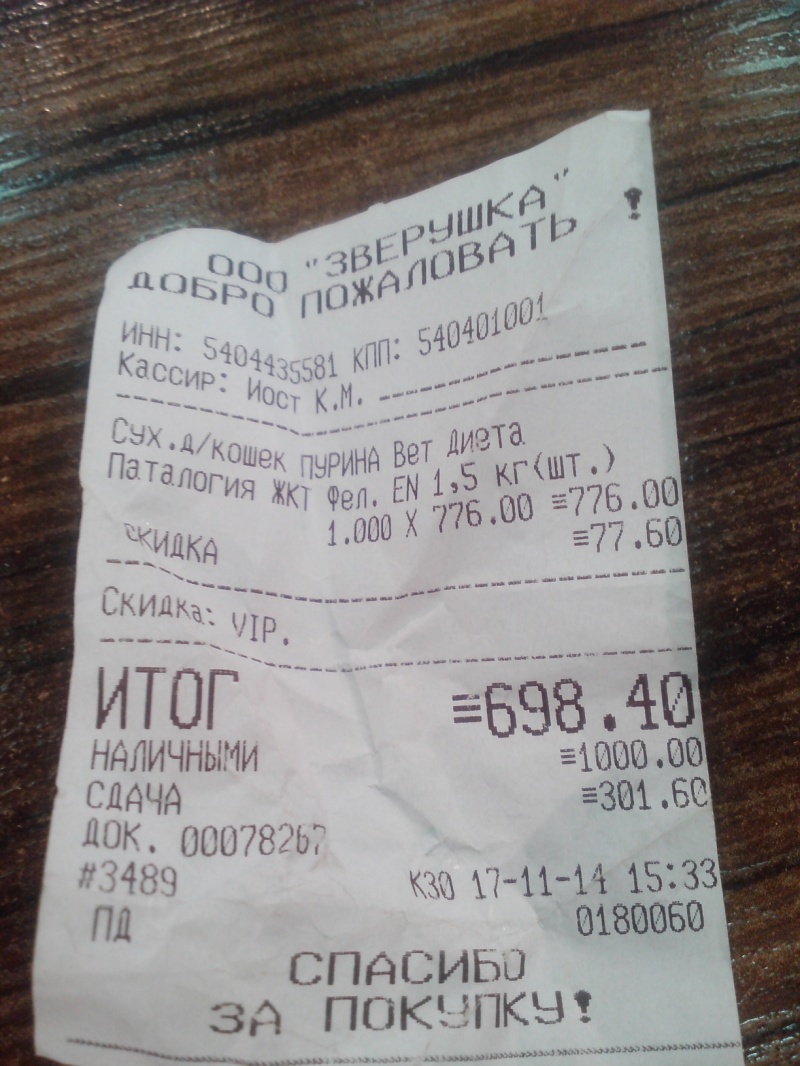 ООО "ЗВЕРУШКА"
ДОБРО ПОЖАЛОВАТЬ !
ИНН: 5404435581 КПП: 540401001
Кассир: Иост К.М.
Сух.д/кошек ПУРИНА Вет Диета
Паталогия ЖКТ Фел. EN 1,5 кг(шт.)
1.000 X 776.00 ≡776.00
СКИДКА ≡77.60
Скидка: VIP.
ИТОГ ≡698.40
НАЛИЧНЫМИ ≡1000.00
СДАЧА ≡301.60
ДОК. 00078267
#3489 К30 17-11-14 15:33
ПД 0180060
СПАСИБО
ЗА ПОКУПКУ!